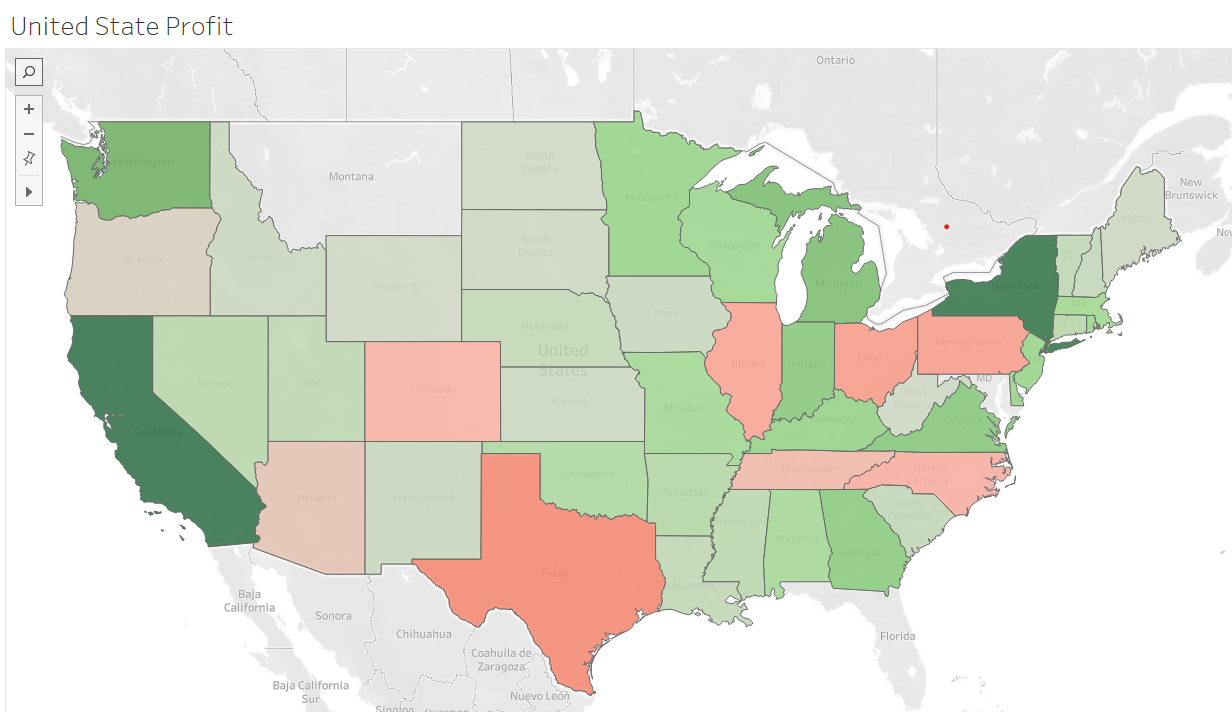 United State Profit
Ontario
Washington
North
Dakota
Montana
Minnesota
New
Brunswick
Maine
Oregon
Idaho
South
Dakota
Wisconsin
VT
Wyoming
Michigan
New York
MA
Iowa
CT
Nebraska
United
States
Pennsylvania
Nevada
Utah
Colorado
Illinois
Indiana
Ohio
MD
Kansas
West
Virginia
Missouri
Kentucky
Virginia
California
Arizona
New Mexico
Oklahoma
Tennessee
North
Carolina
Arkansas
South
Carolina
Mississippi
Alabama
Georgia
Texas
Louisiana
Baja
California
Sonora
Chihuahua
Florida
Coahuila de
Zaragoza
Baja California
Sur
Nuevo León